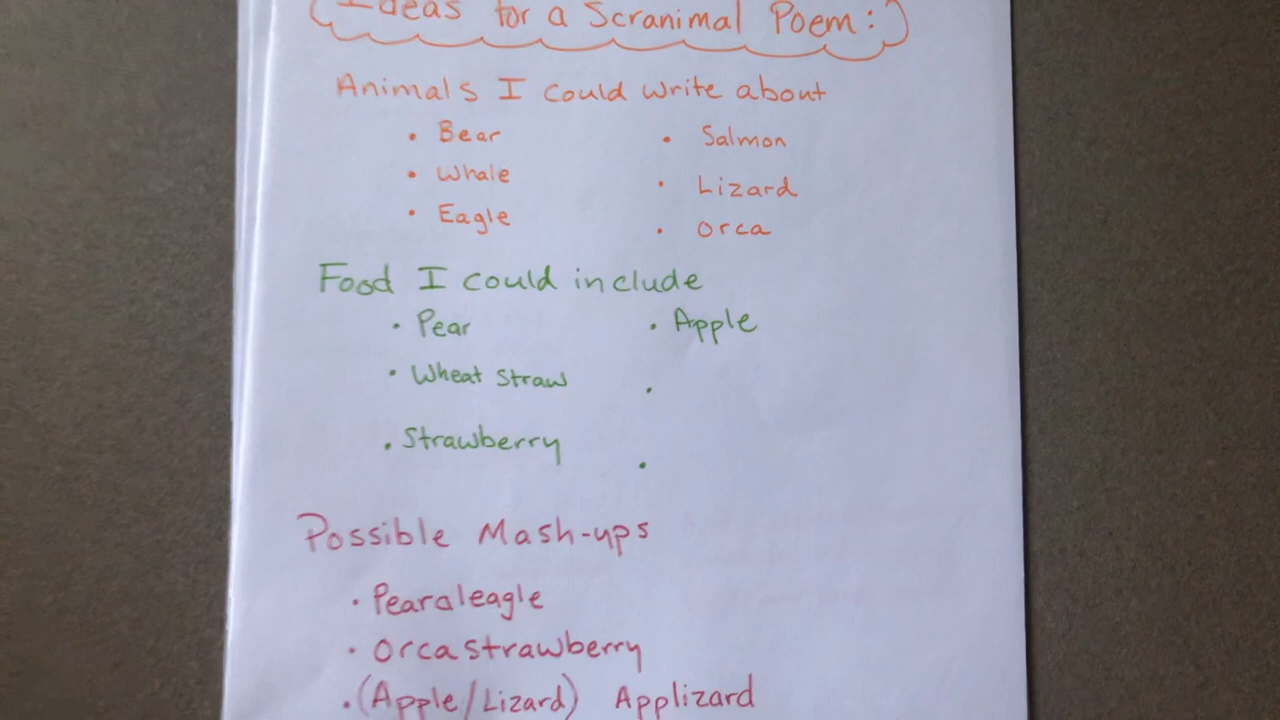 Ideas for a Scranimal Poem:
Animals I could write about
• Bear • Salmon
• Whale • Lizard
• Eagle • Orca
Food I could include
• Pear • Apple
• Wheat Straw •
• Strawberry •
Possible Mash-ups
• Pearaleagle
• Orcastrawberry
• (Apple/Lizard) Applizard